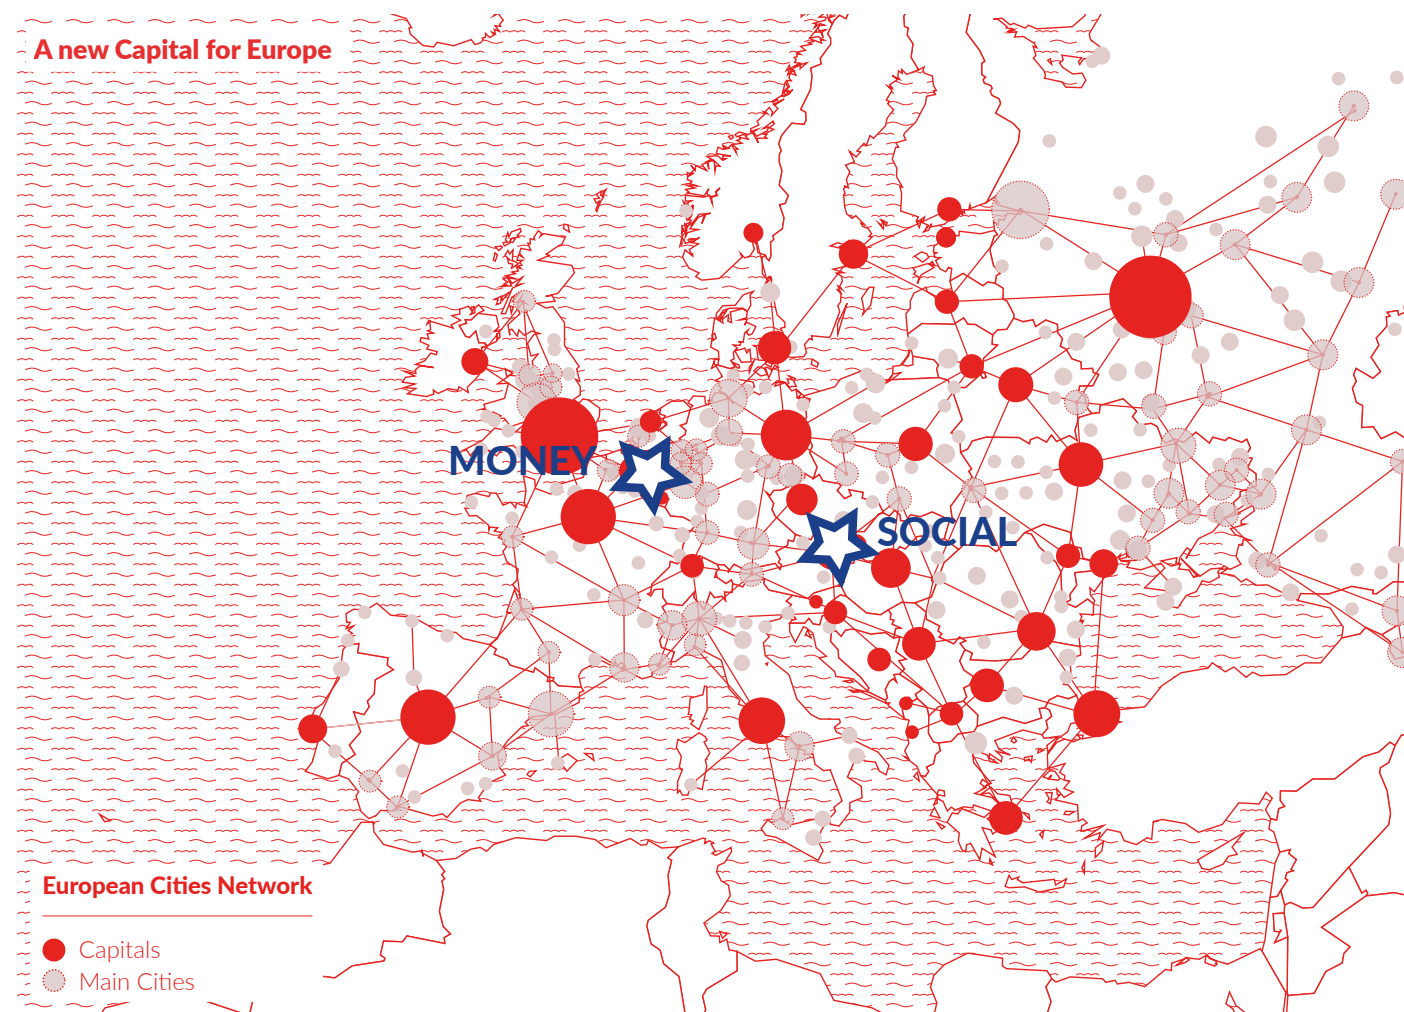 A new Capital for Europe
MONEY
SOCIAL
European Cities Network
Capitals
Main Cities